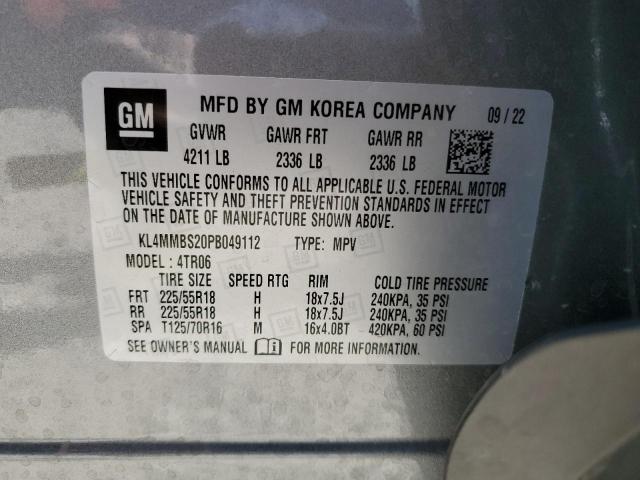 GM MFD BY GM KOREA COMPANY 09 / 22
GVWR GAWR FRT GAWR RR
4211 LB 2336 LB 2336 LB
THIS VEHICLE CONFORMS TO ALL APPLICABLE U.S. FEDERAL MOTOR
VEHICLE SAFETY AND THEFT PREVENTION STANDARDS IN EFFECT
ON THE DATE OF MANUFACTURE SHOWN ABOVE.
KL4MMBS20PB049112 TYPE: MPV
MODEL: 4TR06
TIRE SIZE SPEED RTG RIM COLD TIRE PRESSURE
FRT 225/55R18 H 18x7.5J 240KPA, 35 PSI
RR 225/55R18 H 18x7.5J 240KPA, 35 PSI
SPA T125/70R16 M 16x4.0BT 420KPA, 60 PSI
SEE OWNER'S MANUAL FOR MORE INFORMATION.